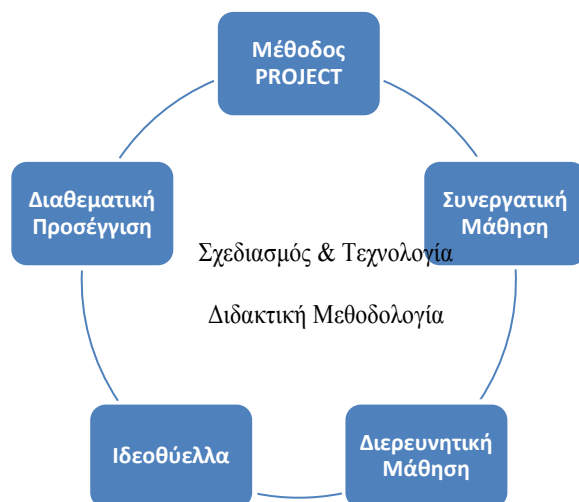 Μέθοδος
PROJECT
Διαθεματική
Προσέγγιση
Συνεργατική
Μάθηση
Σχεδιασμός & Τεχνολογία
Διδακτική Μεθοδολογία
Ιδεοθύελλα
Διερευνητική
Μάθηση